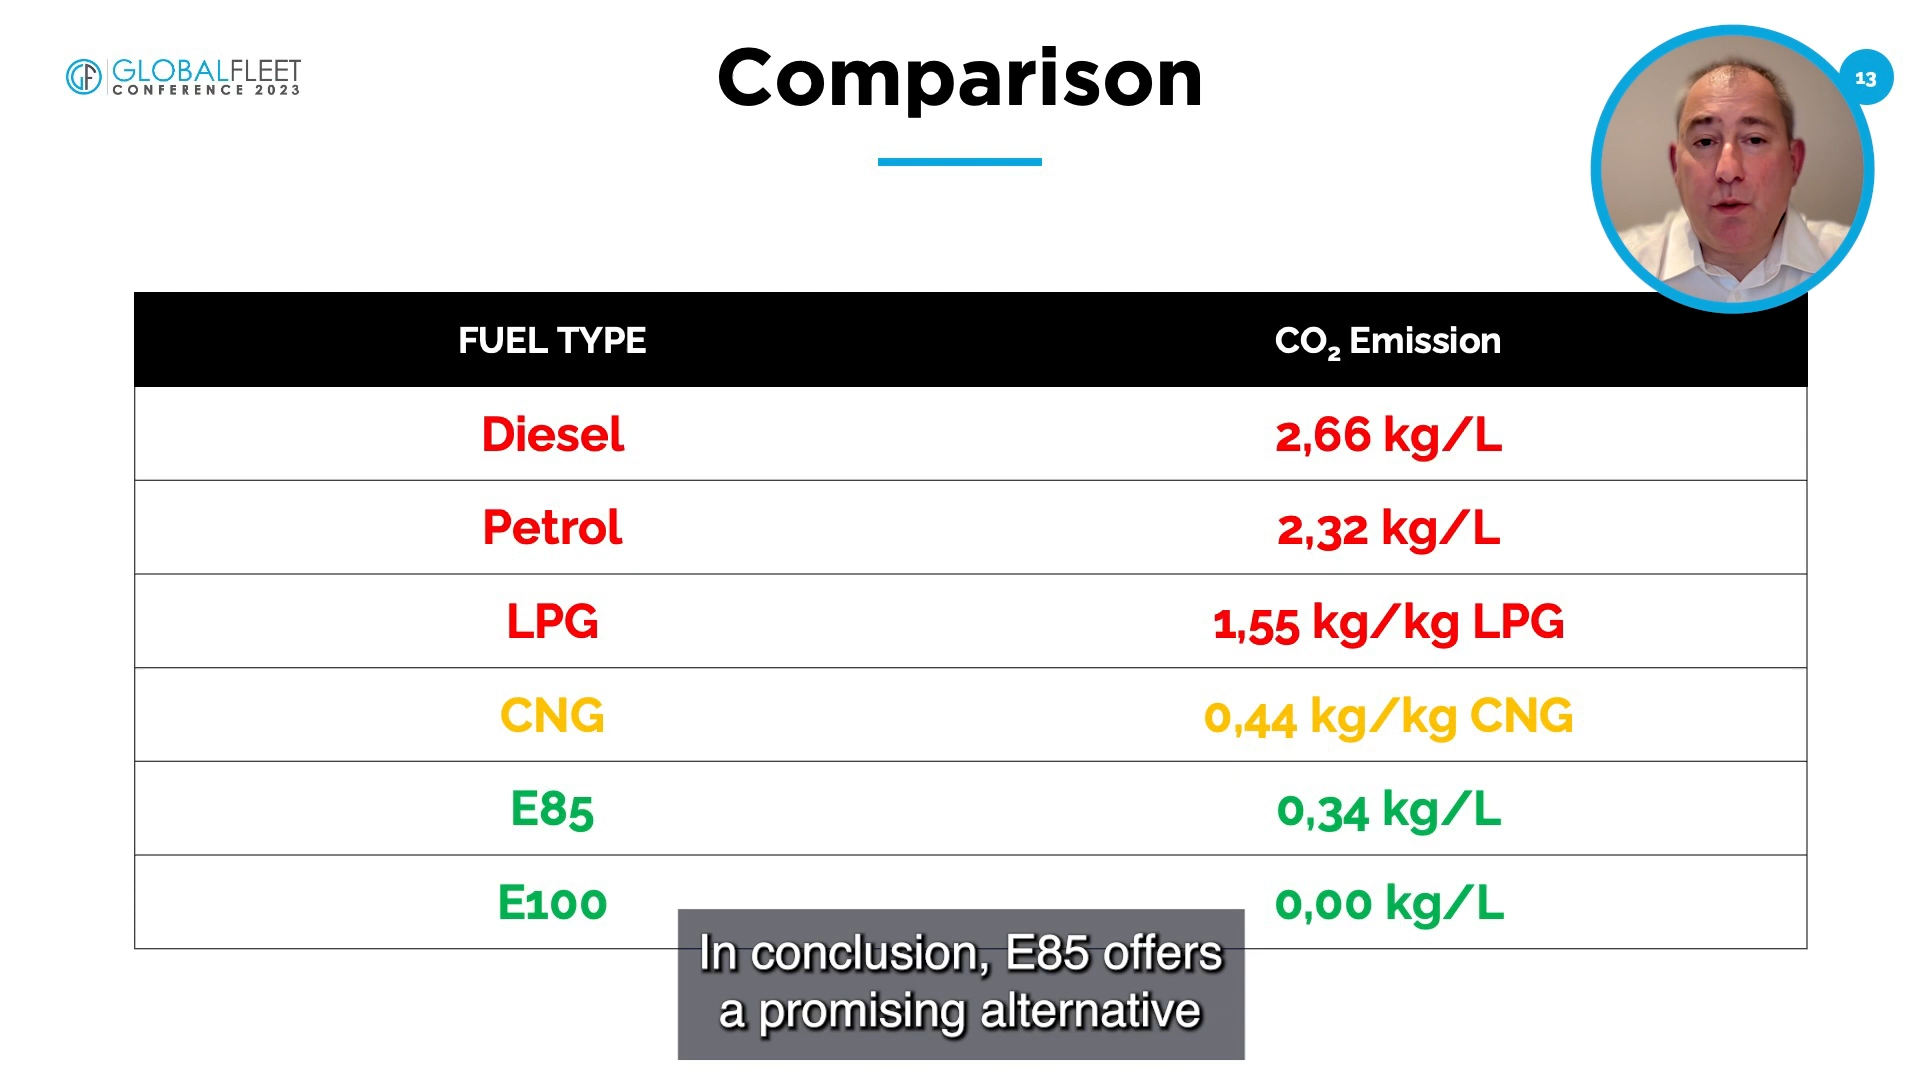 GF GLOBALFLEET
CONFERENCE 2023
Comparison
13
FUEL TYPE CO₂ Emission
Diesel 2,66 kg/L
Petrol 2,32 kg/L
LPG 1,55 kg/kg LPG
CNG 0,44 kg/kg CNG
E85 0,34 kg/L
E100 0,00 kg/L
In conclusion, E85 offers
a promising alternative